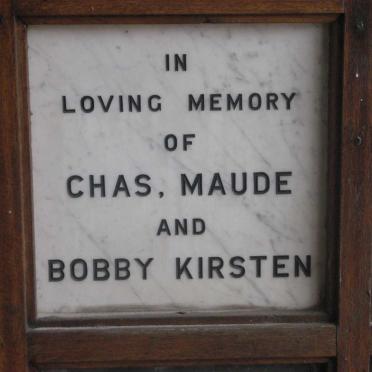 IN
LOVING MEMORY
OF
CHAS, MAUDE
AND
BOBBY KIRSTEN